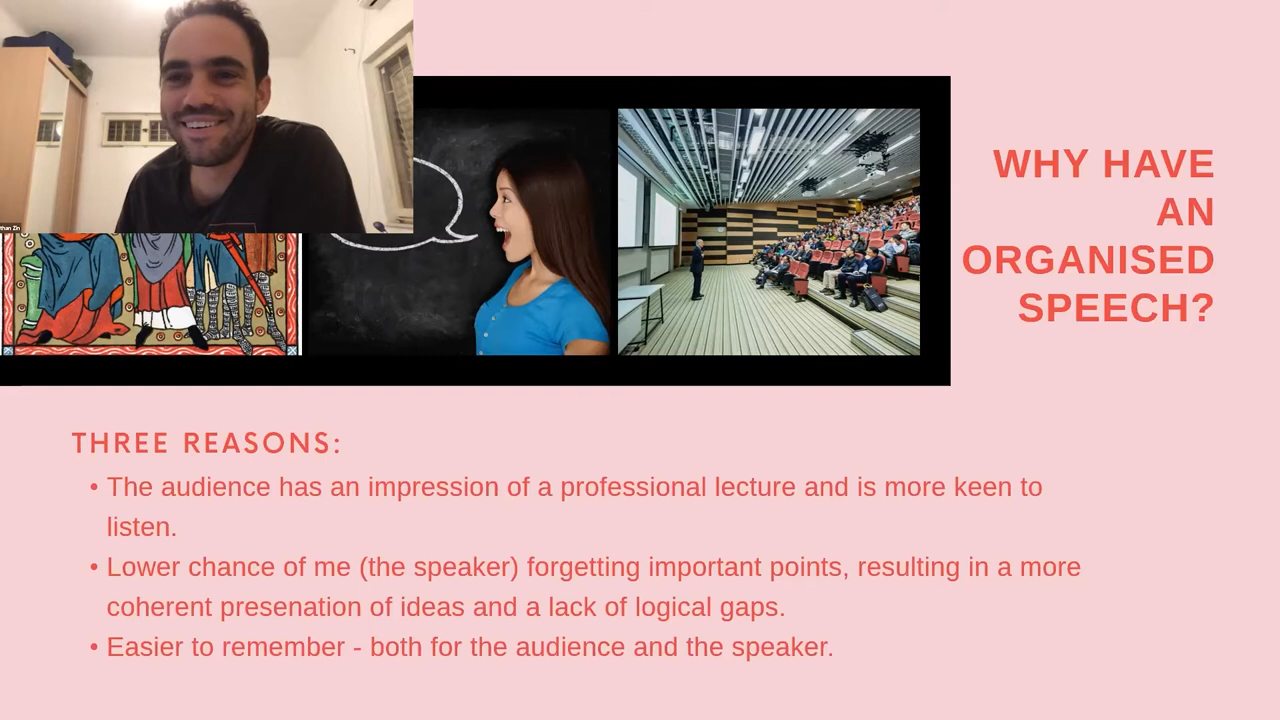 than Zin
WHY HAVE
AN
ORGANISED
SPEECH?
THREE REASONS:
• The audience has an impression of a professional lecture and is more keen to
listen.
• Lower chance of me (the speaker) forgetting important points, resulting in a more
coherent presenation of ideas and a lack of logical gaps.
• Easier to remember - both for the audience and the speaker.